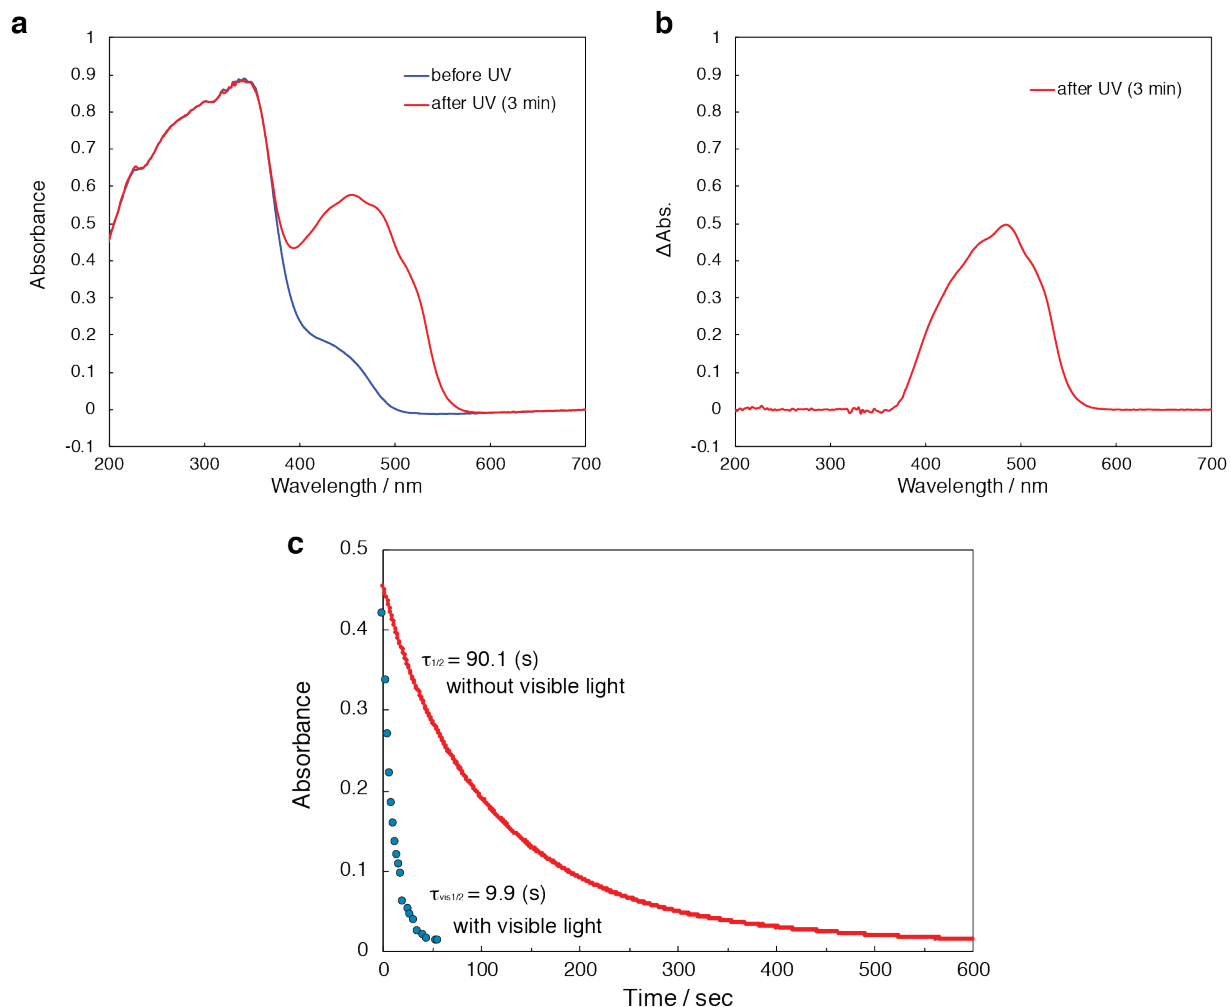 a
1
0.9
0.8
0.7
0.6
0.5
0.4
0.3
0.2
0.1
0
-0.1
Absorbance
before UV
after UV (3 min)
200 300 400 500 600 700
Wavelength / nm
b
1
0.9
0.8
0.7
0.6
0.5
0.4
0.3
0.2
0.1
0
-0.1
ΔAbs.
after UV (3 min)
200 300 400 500 600 700
Wavelength / nm
c
0.5
0.4
0.3
0.2
0.1
0
Absorbance
τ1/2 = 90.1 (s)
without visible light
τvis1/2 = 9.9 (s)
with visible light
0 100 200 300 400 500 600
Time / sec